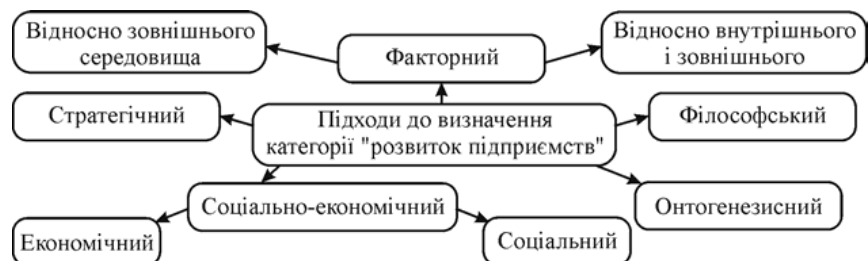 Відносно зовнішнього
середовища
Факторний
Відносно внутрішнього
і зовнішнього
Стратегічний
Підходи до визначення
категорії "розвиток підприємств"
Філософський
Соціально-економічний
Онтогенезисний
Економічний
Соціальний